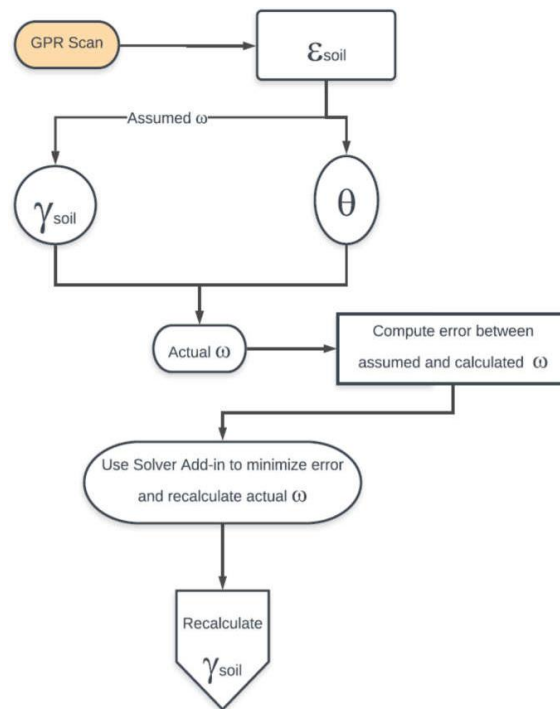 GPR Scan
εsoil
Assumed ω
γsoil
θ
Actual ω
Compute error between
assumed and calculated ω
Use Solver Add-in to minimize error
and recalculate actual ω
Recalculate
γsoil